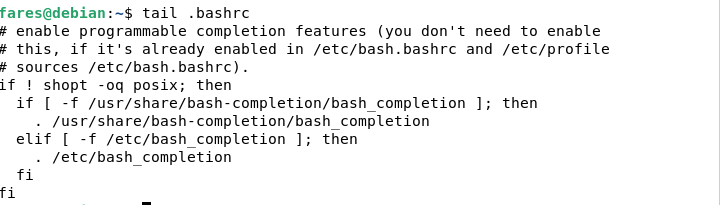 fares@debian:~$ tail .bashrc
# enable programmable completion features (you don't need to enable
# this, if it's already enabled in /etc/bash.bashrc and /etc/profile
# sources /etc/bash.bashrc).
if ! shopt -oq posix; then
  if [ -f /usr/share/bash-completion/bash_completion ]; then
    . /usr/share/bash-completion/bash_completion
  elif [ -f /etc/bash_completion ]; then
    . /etc/bash_completion
  fi
fi